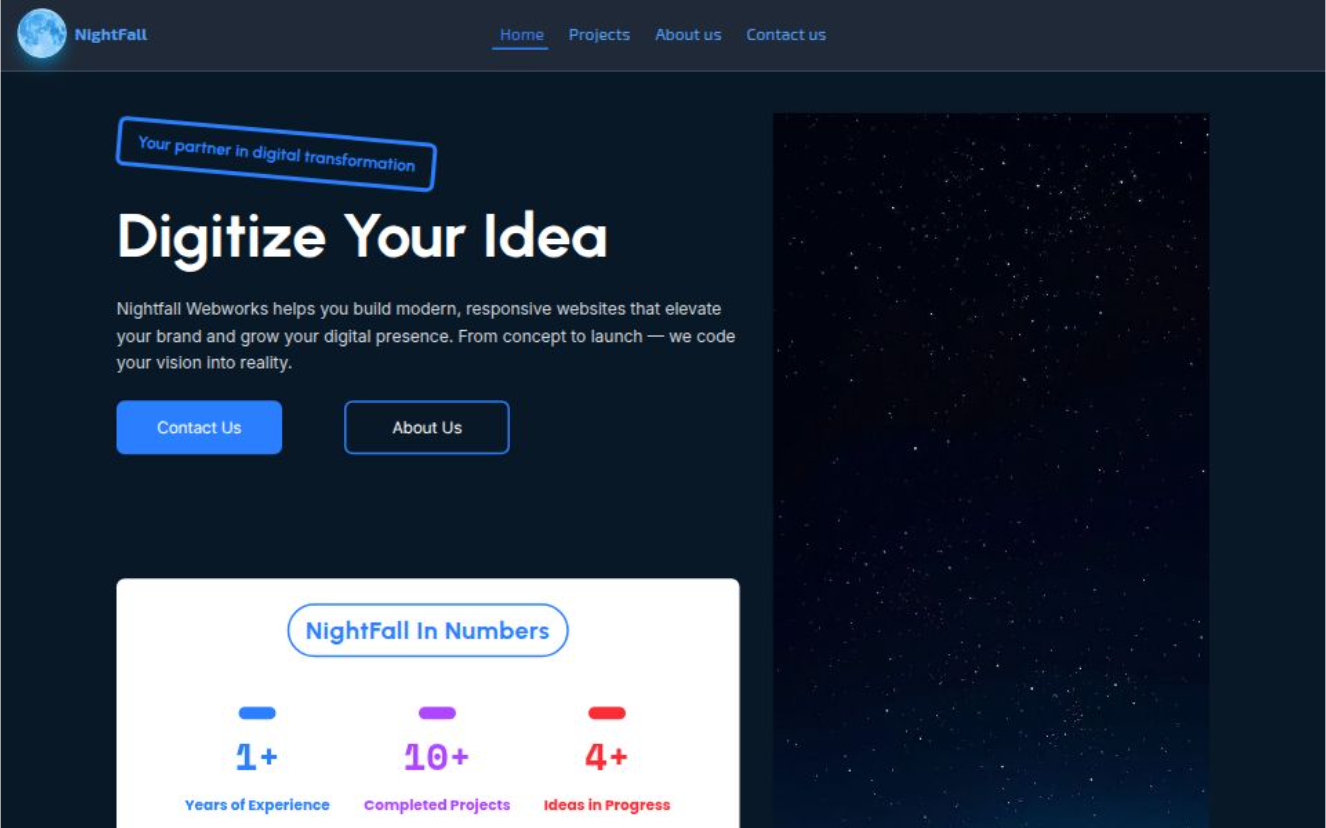 NightFall
Home Projects About us Contact us
Your partner in digital transformation
Digitize Your Idea
Nightfall Webworks helps you build modern, responsive websites that elevate
your brand and grow your digital presence. From concept to launch — we code
your vision into reality.
Contact Us About Us
NightFall In Numbers
1+ 10+ 4+
Years of Experience Completed Projects Ideas in Progress